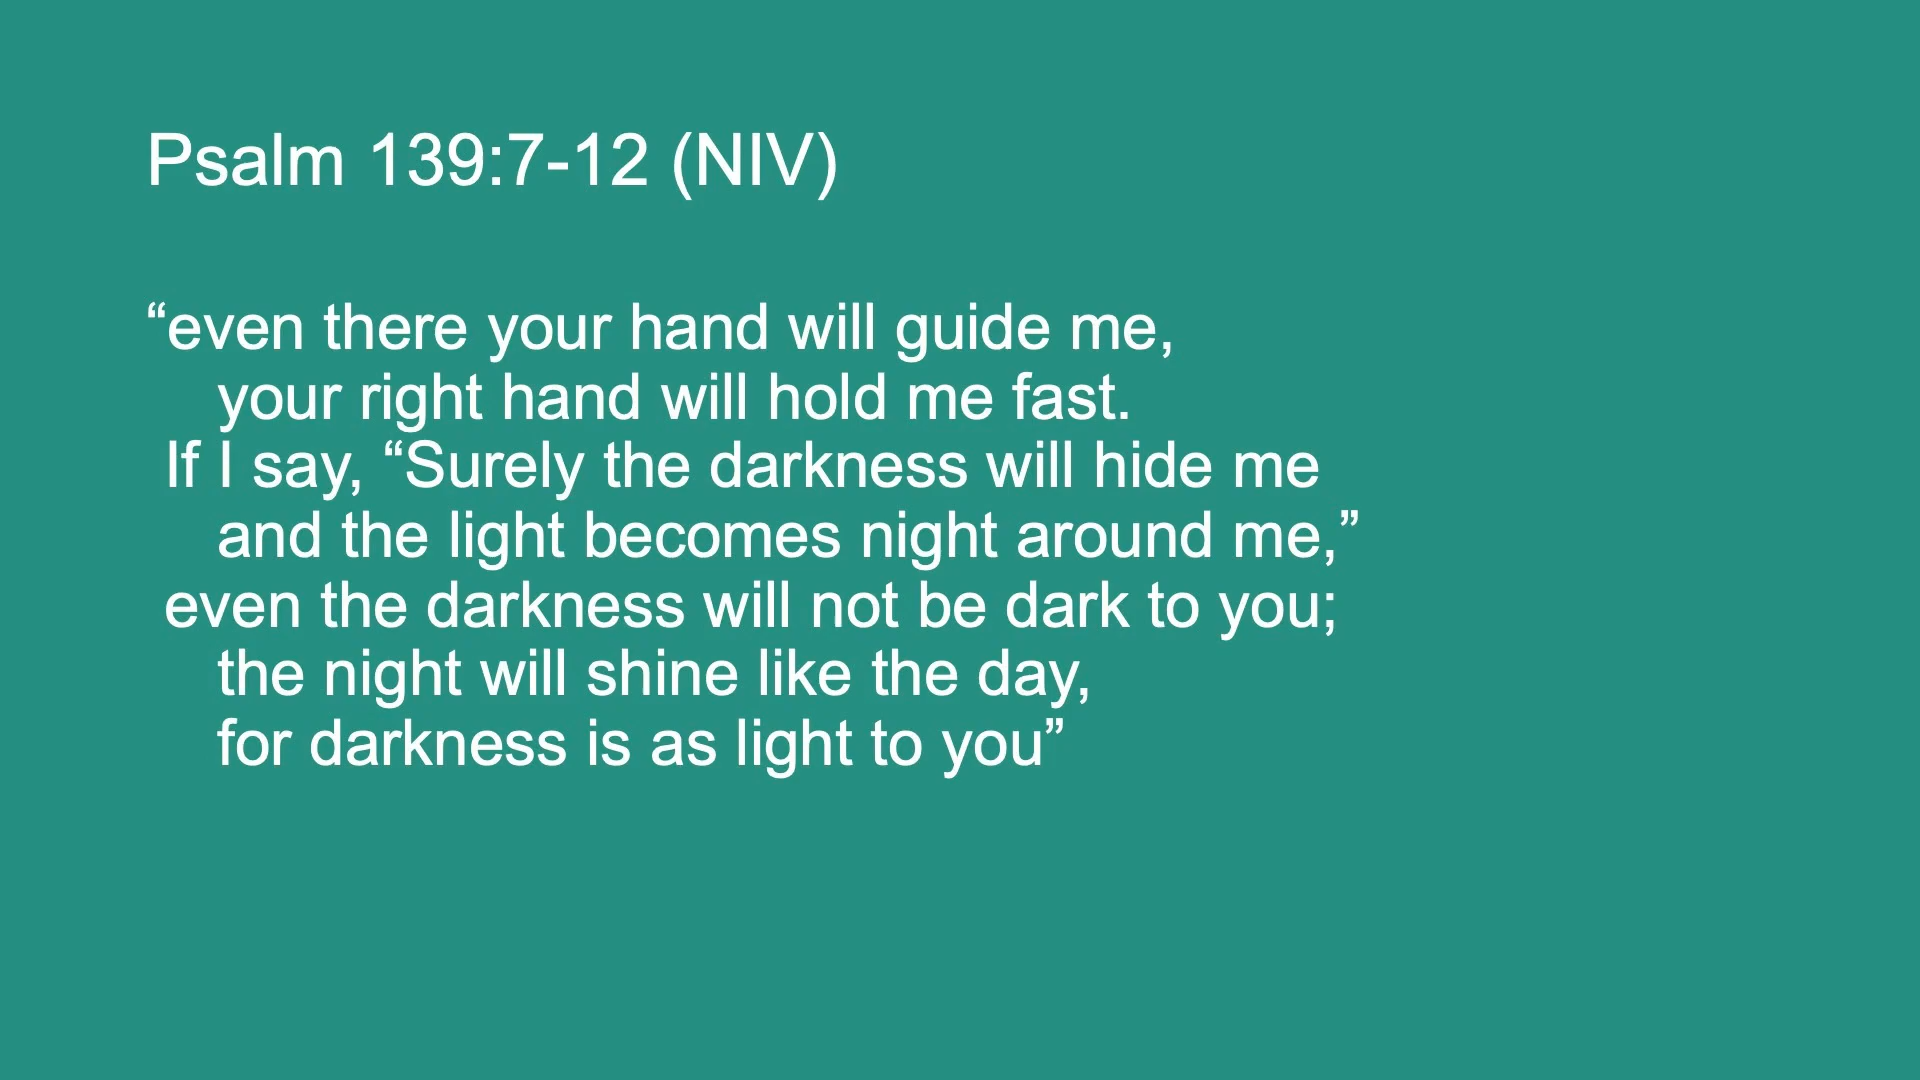 Psalm 139:7-12 (NIV)
“even there your hand will guide me,
your right hand will hold me fast.
If I say, “Surely the darkness will hide me
and the light becomes night around me,”
even the darkness will not be dark to you;
the night will shine like the day,
for darkness is as light to you”